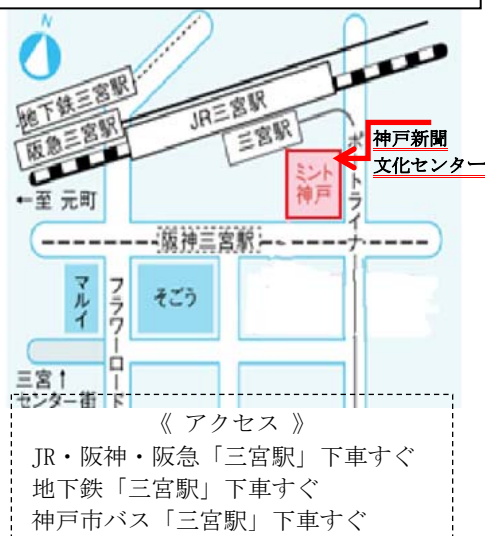 N
地下鉄三宮駅
阪急三宮駅
JR三宮駅
三宮駅
ポートライナー
神戸新聞
文化センター
ミント
神戸
←至 元町
阪神三宮駅
マルイ
フラワーロード
そごう
三宮↑
センター街
《 アクセス 》
JR・阪神・阪急「三宮駅」下車すぐ
地下鉄「三宮駅」下車すぐ
神戸市バス「三宮駅」下車すぐ